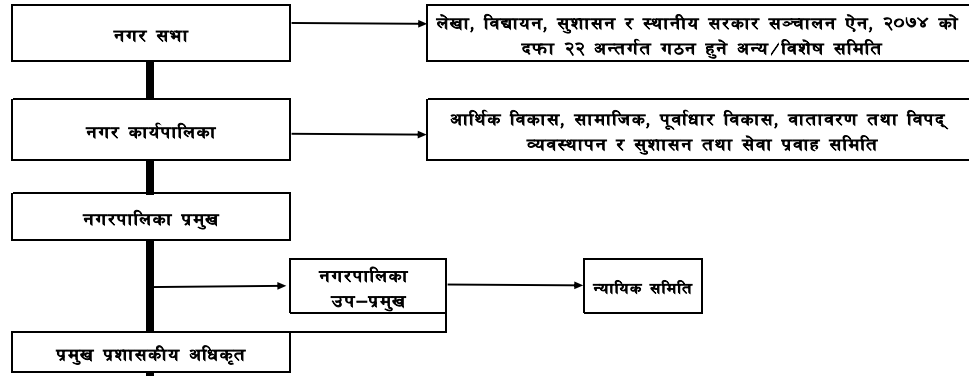 नगर सभा
लेखा, विद्यायन, सुशासन र स्थानीय सरकार सञ्चालन ऐन, २०७४ को
दफा २२ अन्तर्गत गठन हुने अन्य/विशेष समिति
नगर कार्यपालिका
आर्थिक विकास, सामाजिक, पूर्वाधार विकास, वातावरण तथा विपद्
व्यवस्थापन र सुशासन तथा सेवा प्रवाह समिति
नगरपालिका प्रमुख
नगरपालिका
उप–प्रमुख
न्यायिक समिति
प्रमुख प्रशासकीय अधिकृत